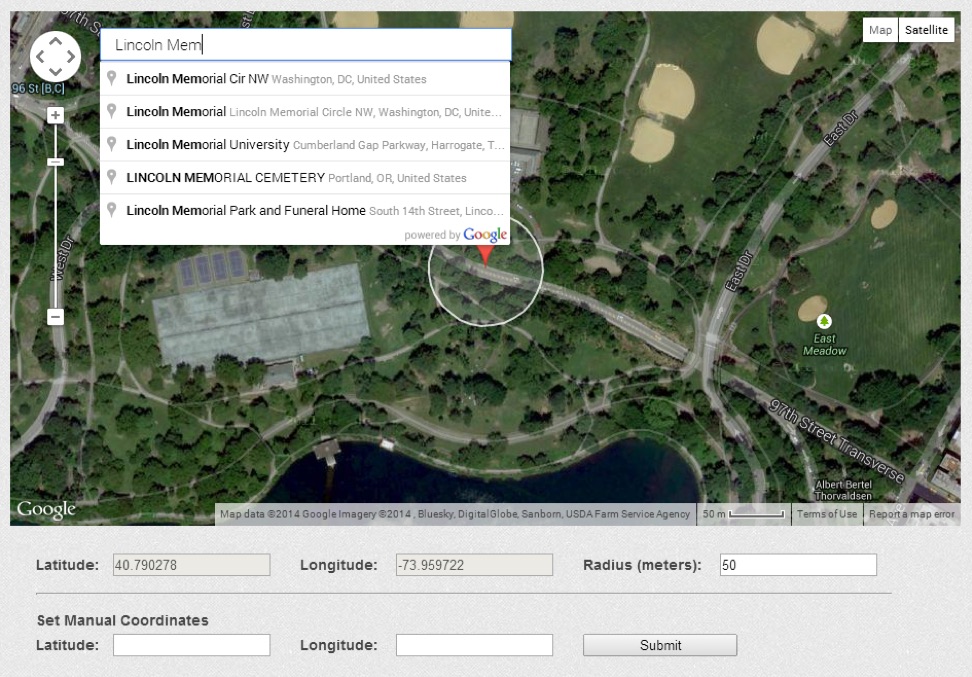 97th S
st
Lincoln Mem
Map Satellite
96 St [B,C]
Lincoln Memorial Cir NW Washington, DC, United States
Lincoln Memorial Lincoln Memorial Circle NW, Washington, DC, Unite...
Lincoln Memorial University Cumberland Gap Parkway, Harrogate, T...
LINCOLN MEMORIAL CEMETERY Portland, OR, United States
Lincoln Memorial Park and Funeral Home South 14th Street, Linco...
powered by Google
East Dr
West Dr
East Dr
East
Meadow
97th Street Transverse
Albert Bertel
Thorvaldsen
Google
Map data ©2014 Google Imagery ©2014 , Bluesky, DigitalGlobe, Sanborn, USDA Farm Service Agency 50 m Terms of Use Report a map error
Latitude: 40.790278 Longitude: -73.959722 Radius (meters): 50
Set Manual Coordinates
Latitude: Longitude: Submit